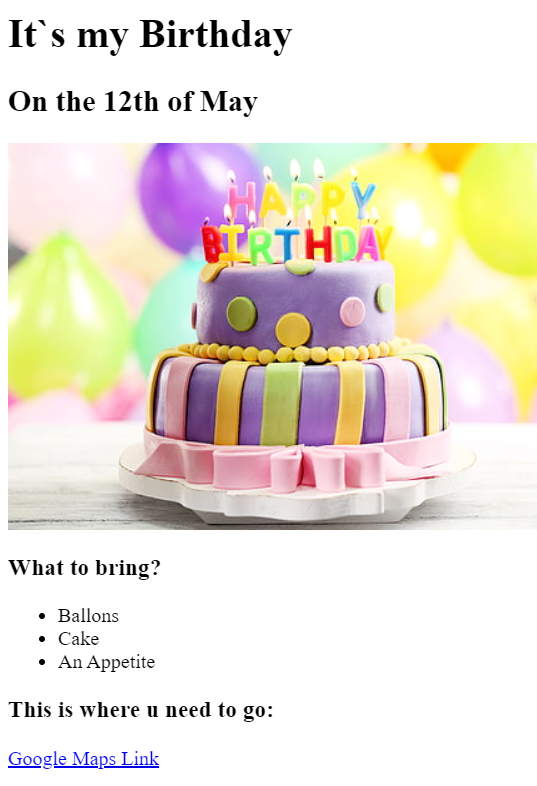 It`s my Birthday
On the 12th of May
HAPPY
BIRTHDAY
What to bring?
Ballons
Cake
An Appetite
This is where u need to go:
Google Maps Link